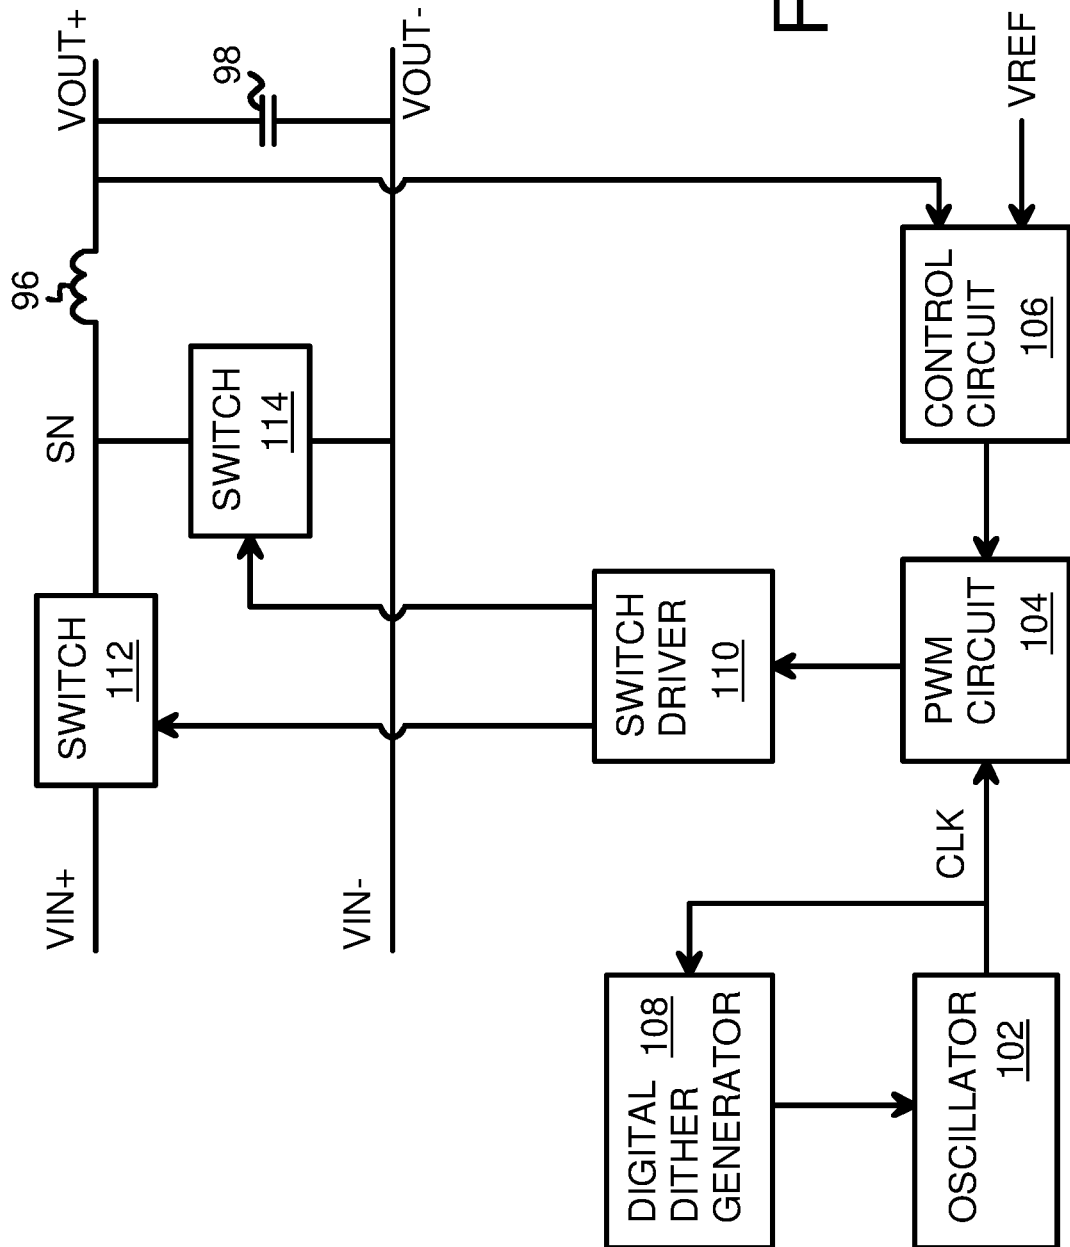 96
VOUT+
SN
VIN+
SWITCH
112
98
SWITCH
114
VIN-
VOUT-
SWITCH
DRIVER
110
F
DIGITAL 108
DITHER
GENERATOR
CLK
OSCILLATOR
102
PWM
CIRCUIT
104
CONTROL
CIRCUIT
106
VREF